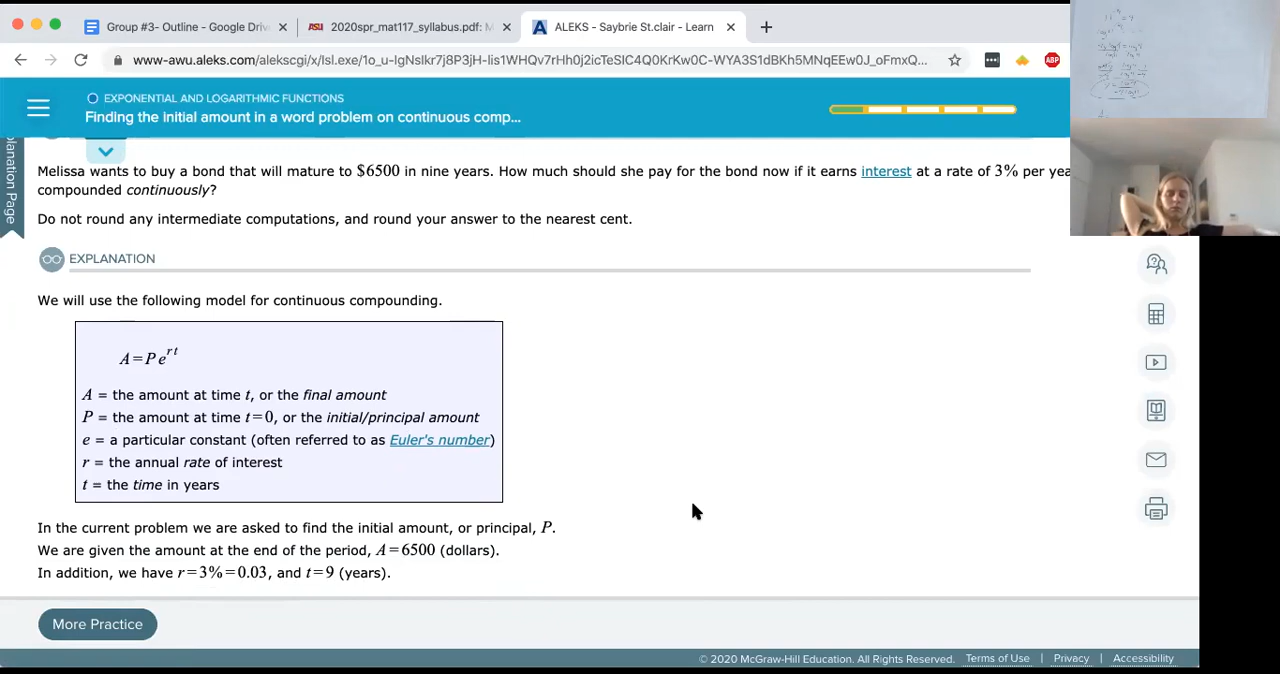 Group #3- Outline - Google Driv
ASU 2020spr_mat117_syllabus.pdf: M
A ALEKS - Saybrie St.clair - Learn
www-awu.aleks.com/alekscgi/x/Isl.exe/1o_u-IgNsIkr7j8P3jH-Iis1WHQv7rHh0j2icTeSIC4Q0KrKw0C-WYA3S1dBKh5MNqEEw0J_oFmxQ...
ABP
EXPONENTIAL AND LOGARITHMIC FUNCTIONS
Finding the initial amount in a word problem on continuous comp...
lanation Page
Melissa wants to buy a bond that will mature to $6500 in nine years. How much should she pay for the bond now if it earns interest at a rate of 3% per yea
compounded continuously?
Do not round any intermediate computations, and round your answer to the nearest cent.
EXPLANATION
We will use the following model for continuous compounding.
A=Pe^{rt}
A = the amount at time t, or the final amount
P = the amount at time t=0, or the initial/principal amount
e = a particular constant (often referred to as Euler's number)
r = the annual rate of interest
t = the time in years
In the current problem we are asked to find the initial amount, or principal, P.
We are given the amount at the end of the period, A=6500 (dollars).
In addition, we have r=3%=0.03, and t=9 (years).
More Practice
© 2020 McGraw-Hill Education. All Rights Reserved. Terms of Use | Privacy | Accessibility